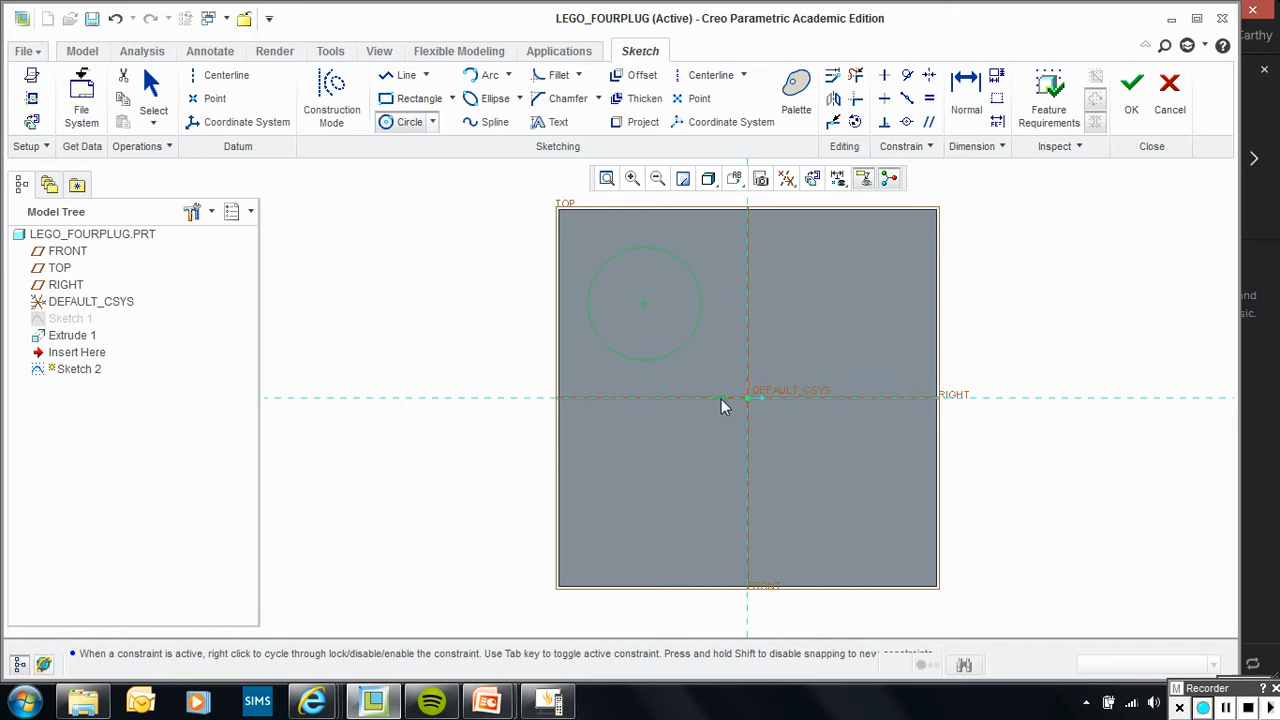 LEGO_FOURPLUG (Active) - Creo Parametric Academic Edition
File Model Analysis Annotate Render Tools View Flexible Modeling Applications Sketch
Centerline Line Arc Fillet Offset Centerline
Point Rectangle Ellipse Chamfer Thicken Point
Coordinate System Circle Spline Text Project Coordinate System
File System Select Construction Mode Palette Normal Feature Requirements OK Cancel
Setup Get Data Operations Datum Sketching Editing Constrain Dimension Inspect Close
Model Tree
LEGO_FOURPLUG.PRT
FRONT
TOP
RIGHT
DEFAULT_CSYS
Sketch 1
Extrude 1
Insert Here
Sketch 2
TOP
DEFAULT_CSYS
RIGHT
FRONT
When a constraint is active, right click to cycle through lock/disable/enable the constraint. Use Tab key to toggle active constraint. Press and hold Shift to disable snapping to new constraints.
SIMS
Recorder
arthy
and
sic.